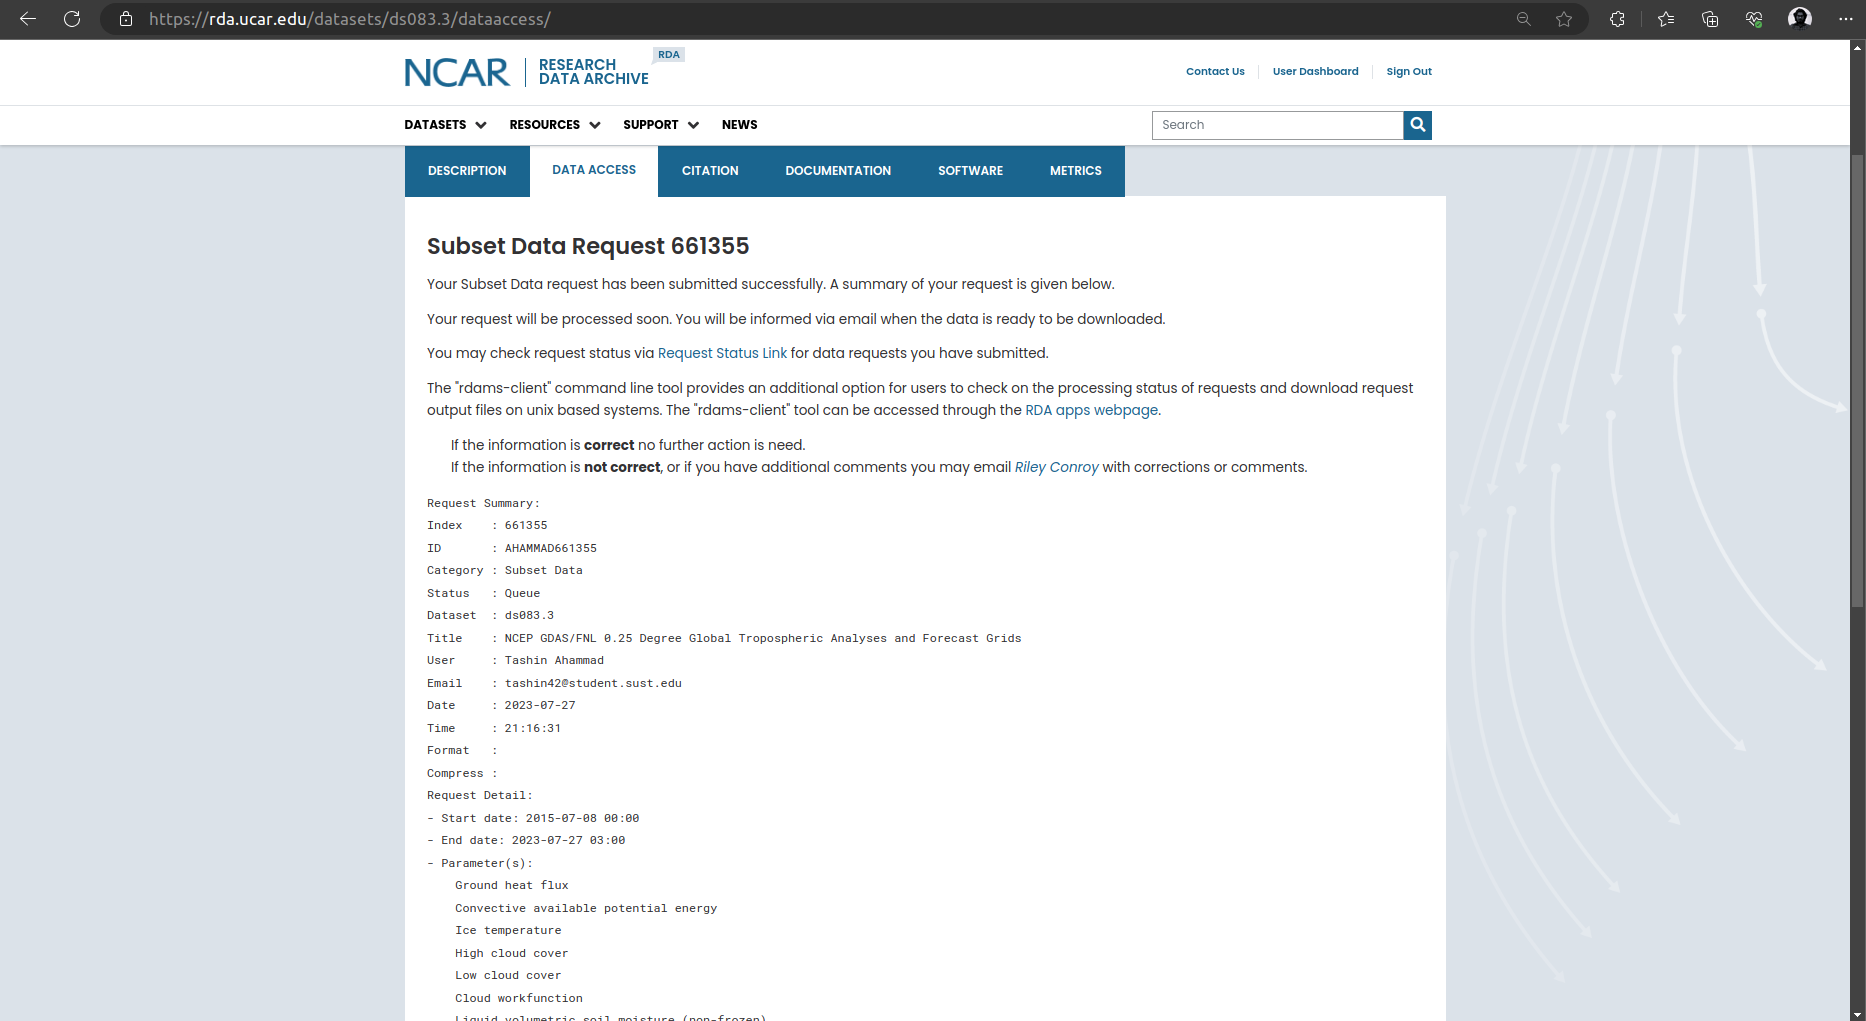 https://rda.ucar.edu/datasets/ds083.3/dataaccess/
NCAR
RESEARCH
DATA ARCHIVE
RDA
Contact Us
User Dashboard
Sign Out
DATASETS
RESOURCES
SUPPORT
NEWS
Search
DESCRIPTION
DATA ACCESS
CITATION
DOCUMENTATION
SOFTWARE
METRICS
Subset Data Request 661355
Your Subset Data request has been submitted successfully. A summary of your request is given below.
Your request will be processed soon. You will be informed via email when the data is ready to be downloaded.
You may check request status via Request Status Link for data requests you have submitted.
The "rdams-client" command line tool provides an additional option for users to check on the processing status of requests and download request
output files on unix based systems. The "rdams-client" tool can be accessed through the RDA apps webpage.
If the information is correct no further action is need.
If the information is not correct, or if you have additional comments you may email Riley Conroy with corrections or comments.
Request Summary:
Index : 661355
ID : AHAMMAD661355
Category : Subset Data
Status : Queue
Dataset : ds083.3
Title : NCEP GDAS/FNL 0.25 Degree Global Tropospheric Analyses and Forecast Grids
User : Tashin Ahammad
Email : tashin42@student.sust.edu
Date : 2023-07-27
Time : 21:16:31
Format :
Compress :
Request Detail:
- Start date: 2015-07-08 00:00
- End date: 2023-07-27 03:00
- Parameter(s):
Ground heat flux
Convective available potential energy
Ice temperature
High cloud cover
Low cloud cover
Cloud workfunction
Liquid volumetric soil moisture (non-frozen)